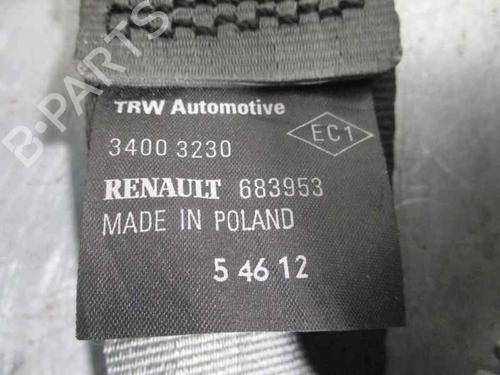 B-PARTS
TRW Automotive
3400 3230
EC1
RENAULT 683953
MADE IN POLAND
5 46 12